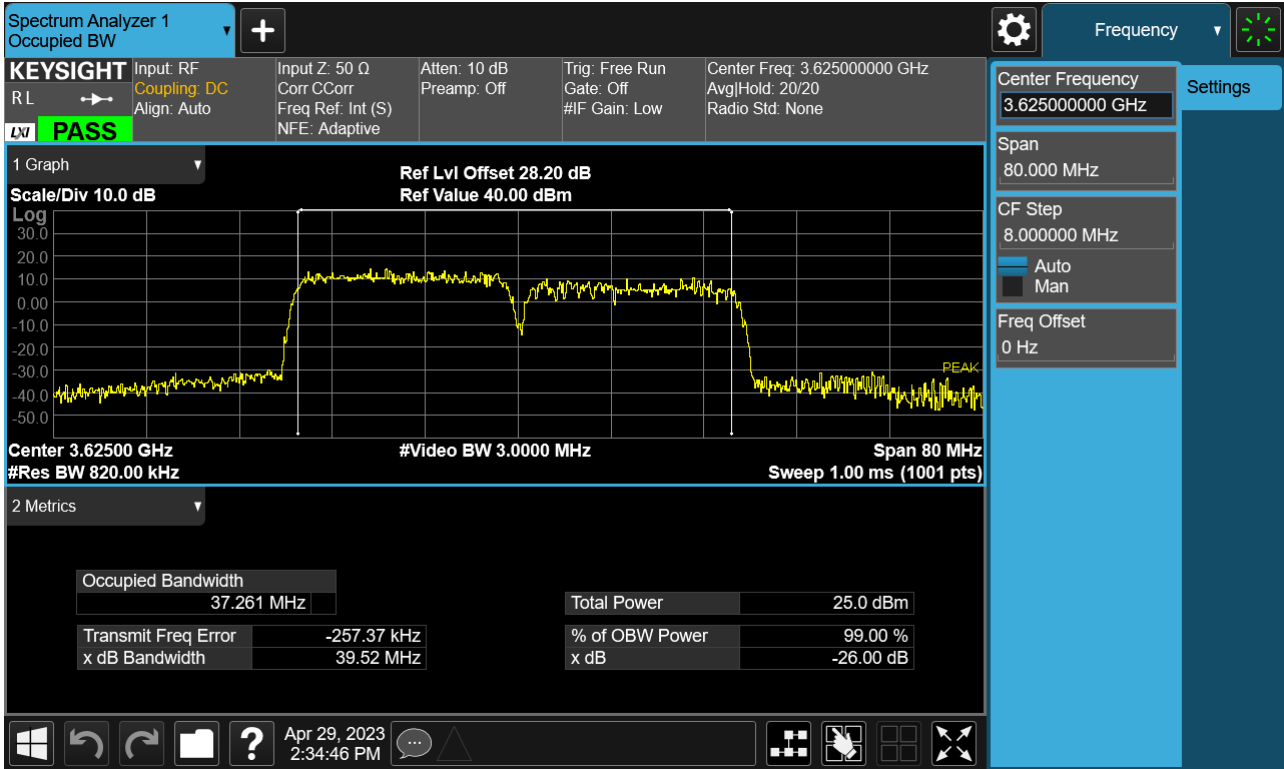 Spectrum Analyzer 1
Occupied BW
Frequency
KEYSIGHT
R L
LXI
PASS
Input: RF
Coupling: DC
Align: Auto
Input Z: 50 Ω
Corr CCorr
Freq Ref: Int (S)
NFE: Adaptive
Atten: 10 dB
Preamp: Off
Trig: Free Run
Gate: Off
#IF Gain: Low
Center Freq: 3.625000000 GHz
Avg|Hold: 20/20
Radio Std: None
Center Frequency
3.625000000 GHz
Settings
Span
80.000 MHz
CF Step
8.000000 MHz
Auto
Man
Freq Offset
0 Hz
1 Graph
Scale/Div 10.0 dB
Ref Lvl Offset 28.20 dB
Ref Value 40.00 dBm
Log
30.0
20.0
10.0
0.00
-10.0
-20.0
-30.0
-40.0
-50.0
PEAK
Center 3.62500 GHz
#Video BW 3.0000 MHz
Span 80 MHz
#Res BW 820.00 kHz
Sweep 1.00 ms (1001 pts)
2 Metrics
Occupied Bandwidth
37.261 MHz
Total Power 25.0 dBm
Transmit Freq Error -257.37 kHz
% of OBW Power 99.00 %
x dB Bandwidth 39.52 MHz
x dB -26.00 dB
?
Apr 29, 2023
2:34:46 PM